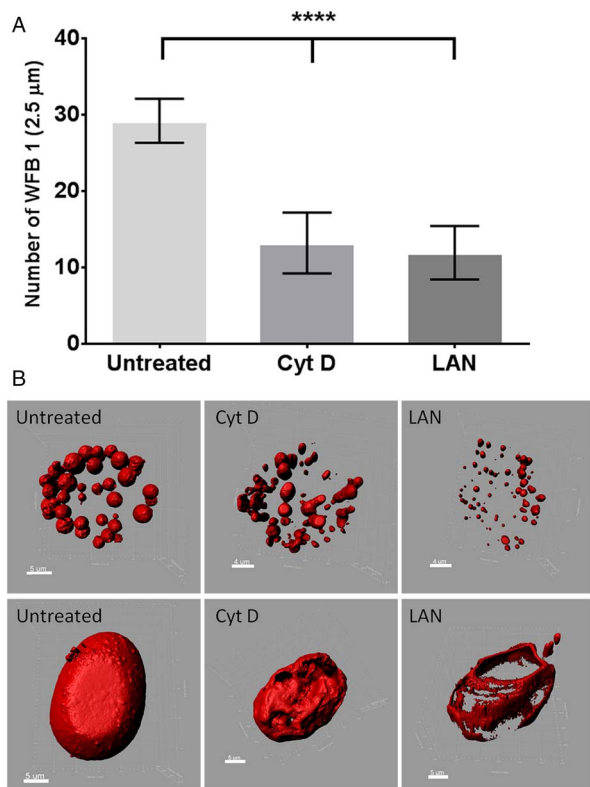 A
****
Number of WFB 1 (2.5 μm)
40
30
20
10
0
Untreated
Cyt D
LAN
B
Untreated
Cyt D
LAN
5 um
4 um
4 um
Untreated
Cyt D
LAN
5 um
5 um
5 um